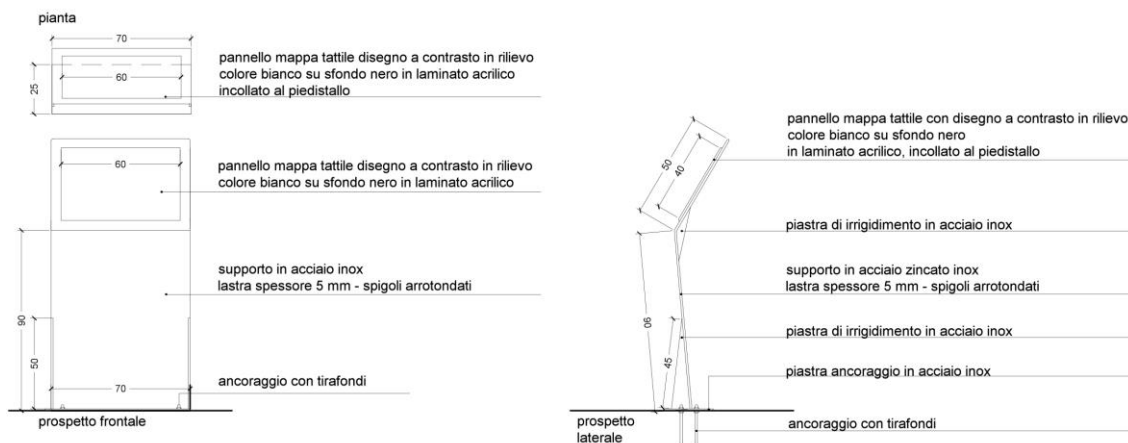 pianta
70
60
25
pannello mappa tattile disegno a contrasto in rilievo
colore bianco su sfondo nero in laminato acrilico
incollato al piedistallo
60
pannello mappa tattile disegno a contrasto in rilievo
colore bianco su sfondo nero in laminato acrilico
supporto in acciaio inox
lastra spessore 5 mm - spigoli arrotondati
90
50
70
ancoraggio con tirafondi
prospetto frontale
pannello mappa tattile con disegno a contrasto in rilievo
colore bianco su sfondo nero
in laminato acrilico, incollato al piedistallo
50
40
piastra di irrigidimento in acciaio inox
supporto in acciaio zincato inox
lastra spessore 5 mm - spigoli arrotondati
90
piastra di irrigidimento in acciaio inox
45
piastra ancoraggio in acciaio inox
prospetto
laterale
ancoraggio con tirafondi